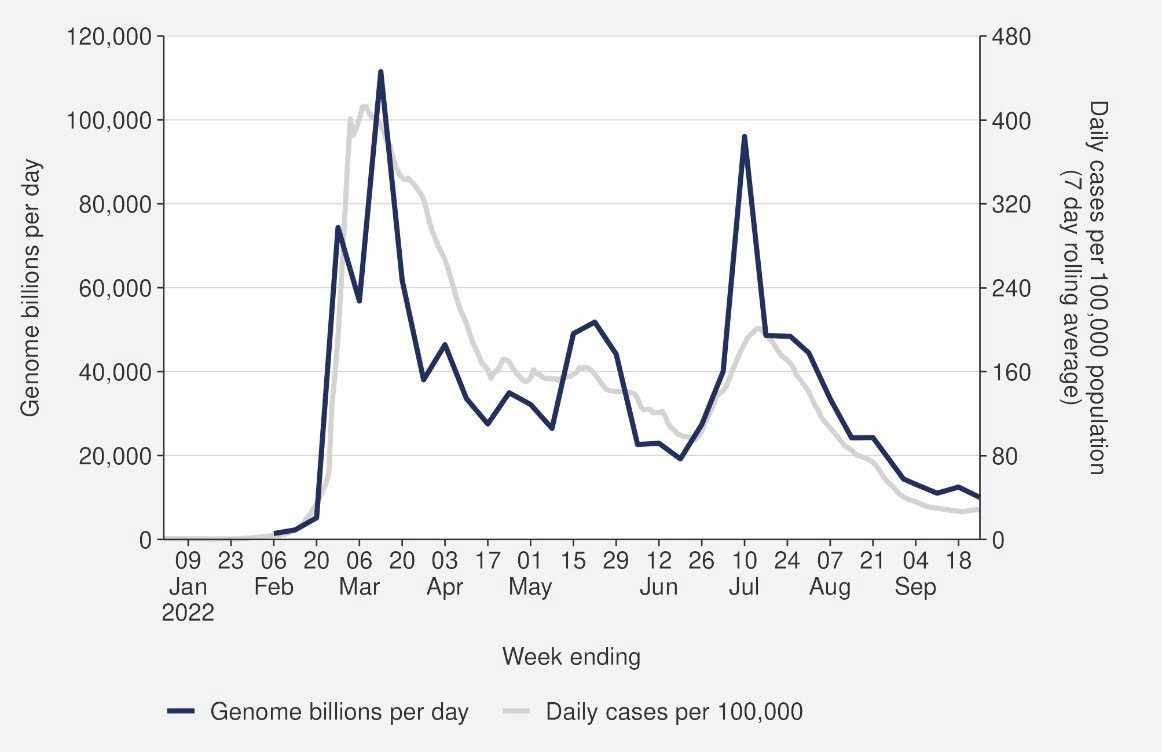 120,000
100,000
80,000
60,000
40,000
20,000
0
Genome billions per day
480
400
320
240
160
80
0
Daily cases per 100,000 population
(7 day rolling average)
09 23 06 20 06 20 03 17 01 15 29 12 26 10 24 07 21 04 18
Jan Feb Mar Apr May Jun Jul Aug Sep
2022
Week ending
Genome billions per day Daily cases per 100,000